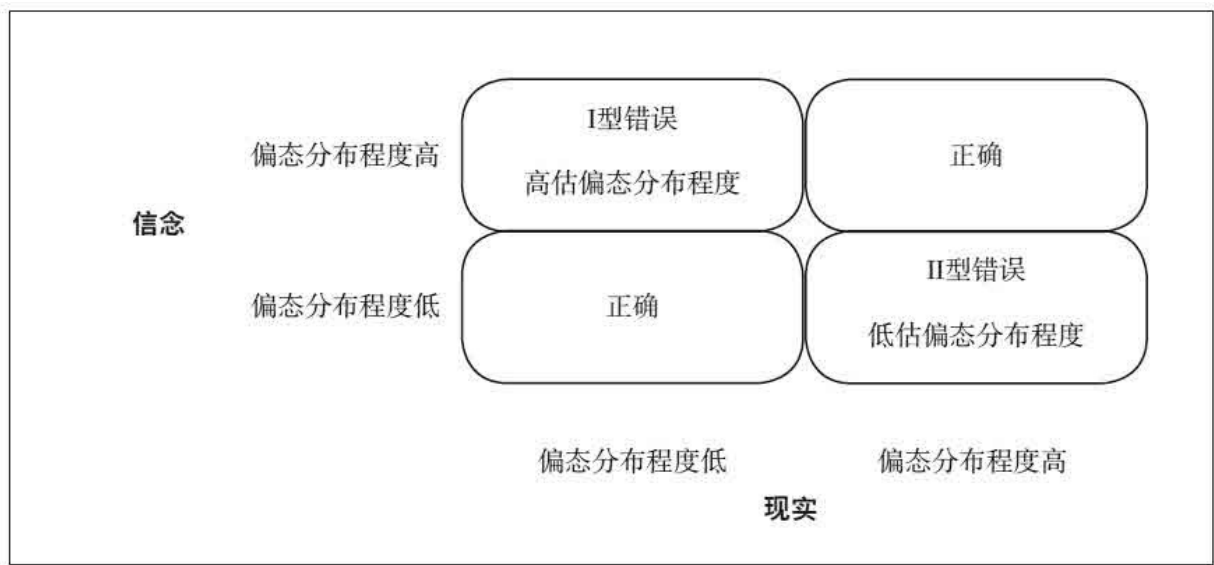 I型错误
偏态分布程度高
高估偏态分布程度
正确
信念
偏态分布程度低
正确
II型错误
低估偏态分布程度
偏态分布程度低
偏态分布程度高
现实